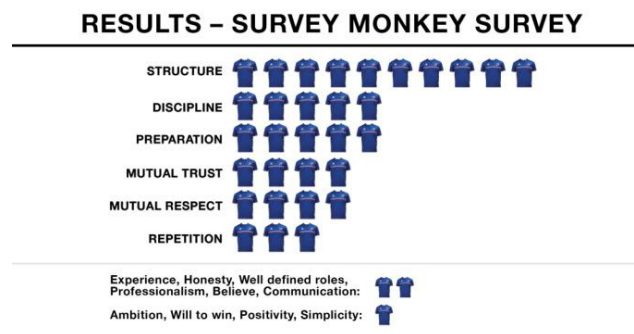 RESULTS – SURVEY MONKEY SURVEY
STRUCTURE
DISCIPLINE
PREPARATION
MUTUAL TRUST
MUTUAL RESPECT
REPETITION
Experience, Honesty, Well defined roles,
Professionalism, Believe, Communication:
Ambition, Will to win, Positivity, Simplicity: